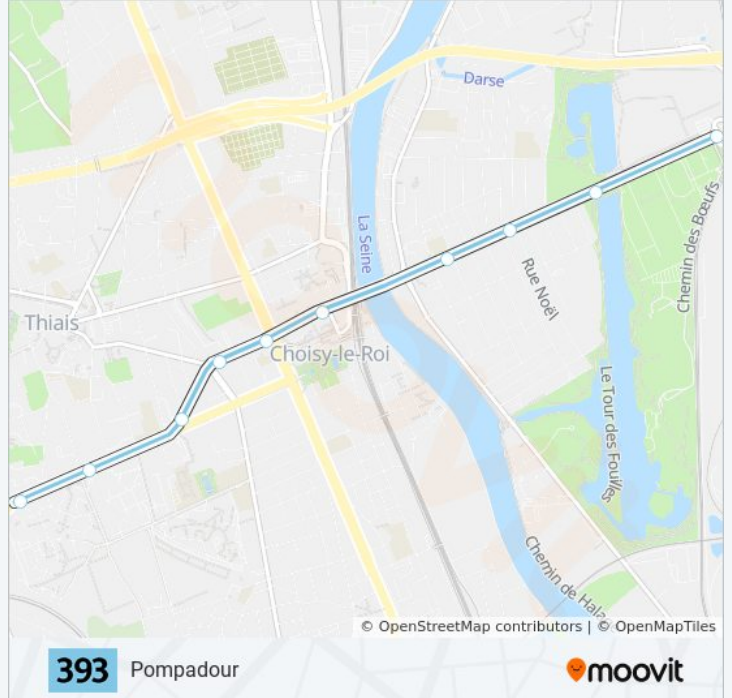 Darse
La Seine
Chemin des Bœufs
Rue Noël
Thiais
Choisy-le-Roi
Le Tour des Fouilles
Chemin de Hala
© OpenStreetMap contributors | © OpenMapTiles
393 Pompadour moovit